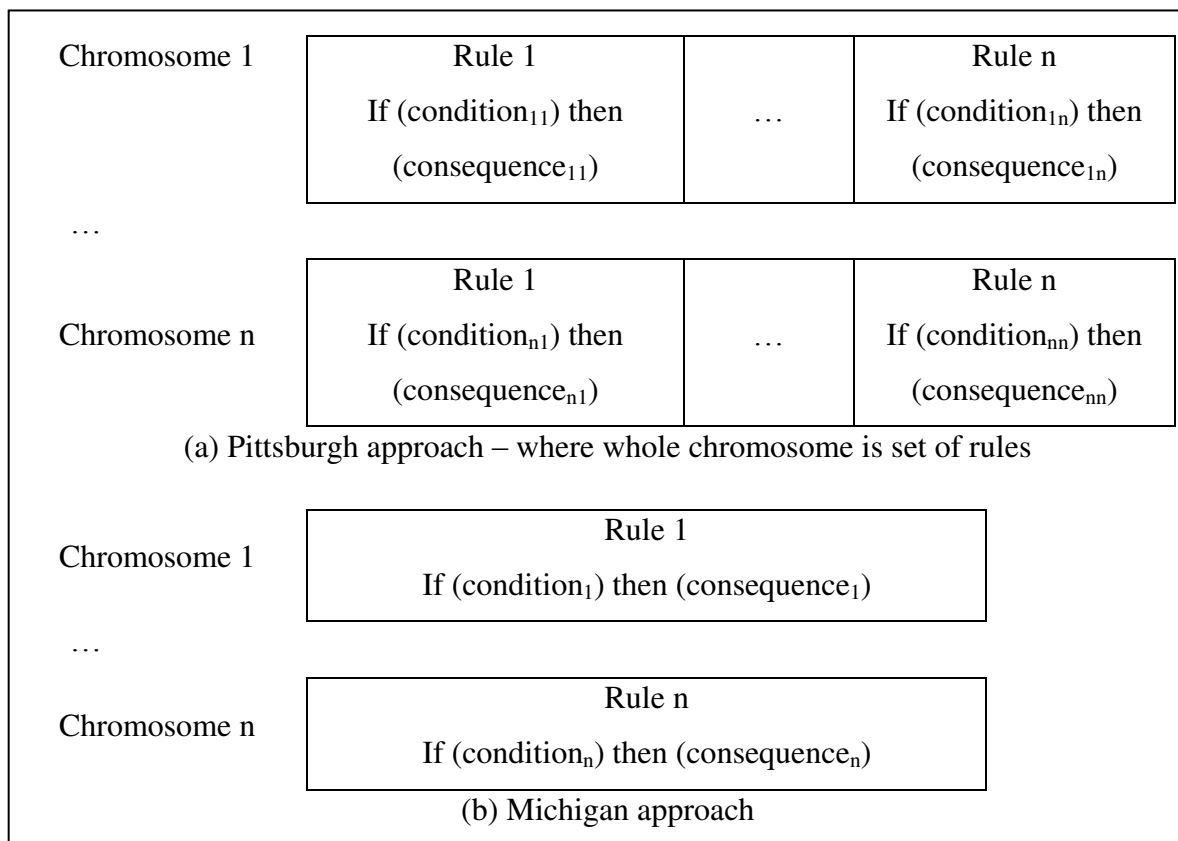 Chromosome 1
Rule 1
If (condition₁₁) then
(consequence₁₁)
…
Rule n
If (condition₁ₙ) then
(consequence₁ₙ)
…
Chromosome n
Rule 1
If (conditionₙ₁) then
(consequenceₙ₁)
…
Rule n
If (conditionₙₙ) then
(consequenceₙₙ)
(a) Pittsburgh approach – where whole chromosome is set of rules
Chromosome 1
Rule 1
If (condition₁) then (consequence₁)
…
Chromosome n
Rule n
If (conditionₙ) then (consequenceₙ)
(b) Michigan approach